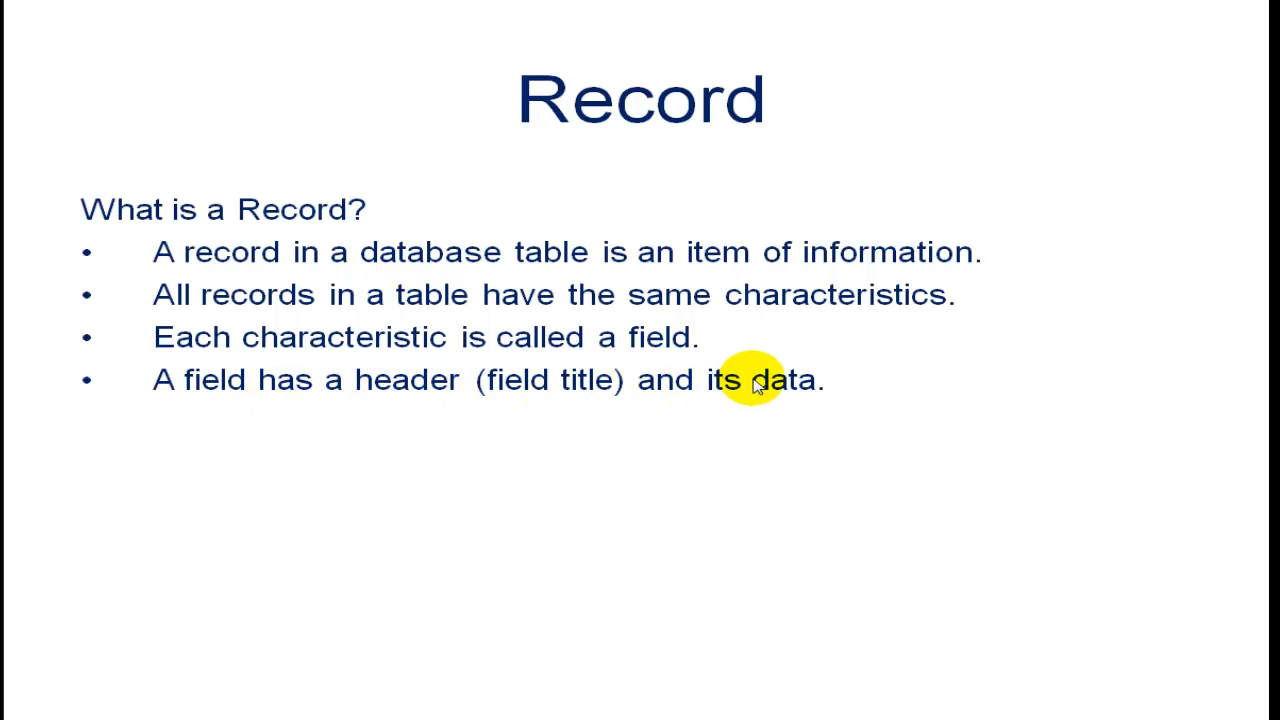 Record
What is a Record?
• A record in a database table is an item of information.
• All records in a table have the same characteristics.
• Each characteristic is called a field.
• A field has a header (field title) and its data.